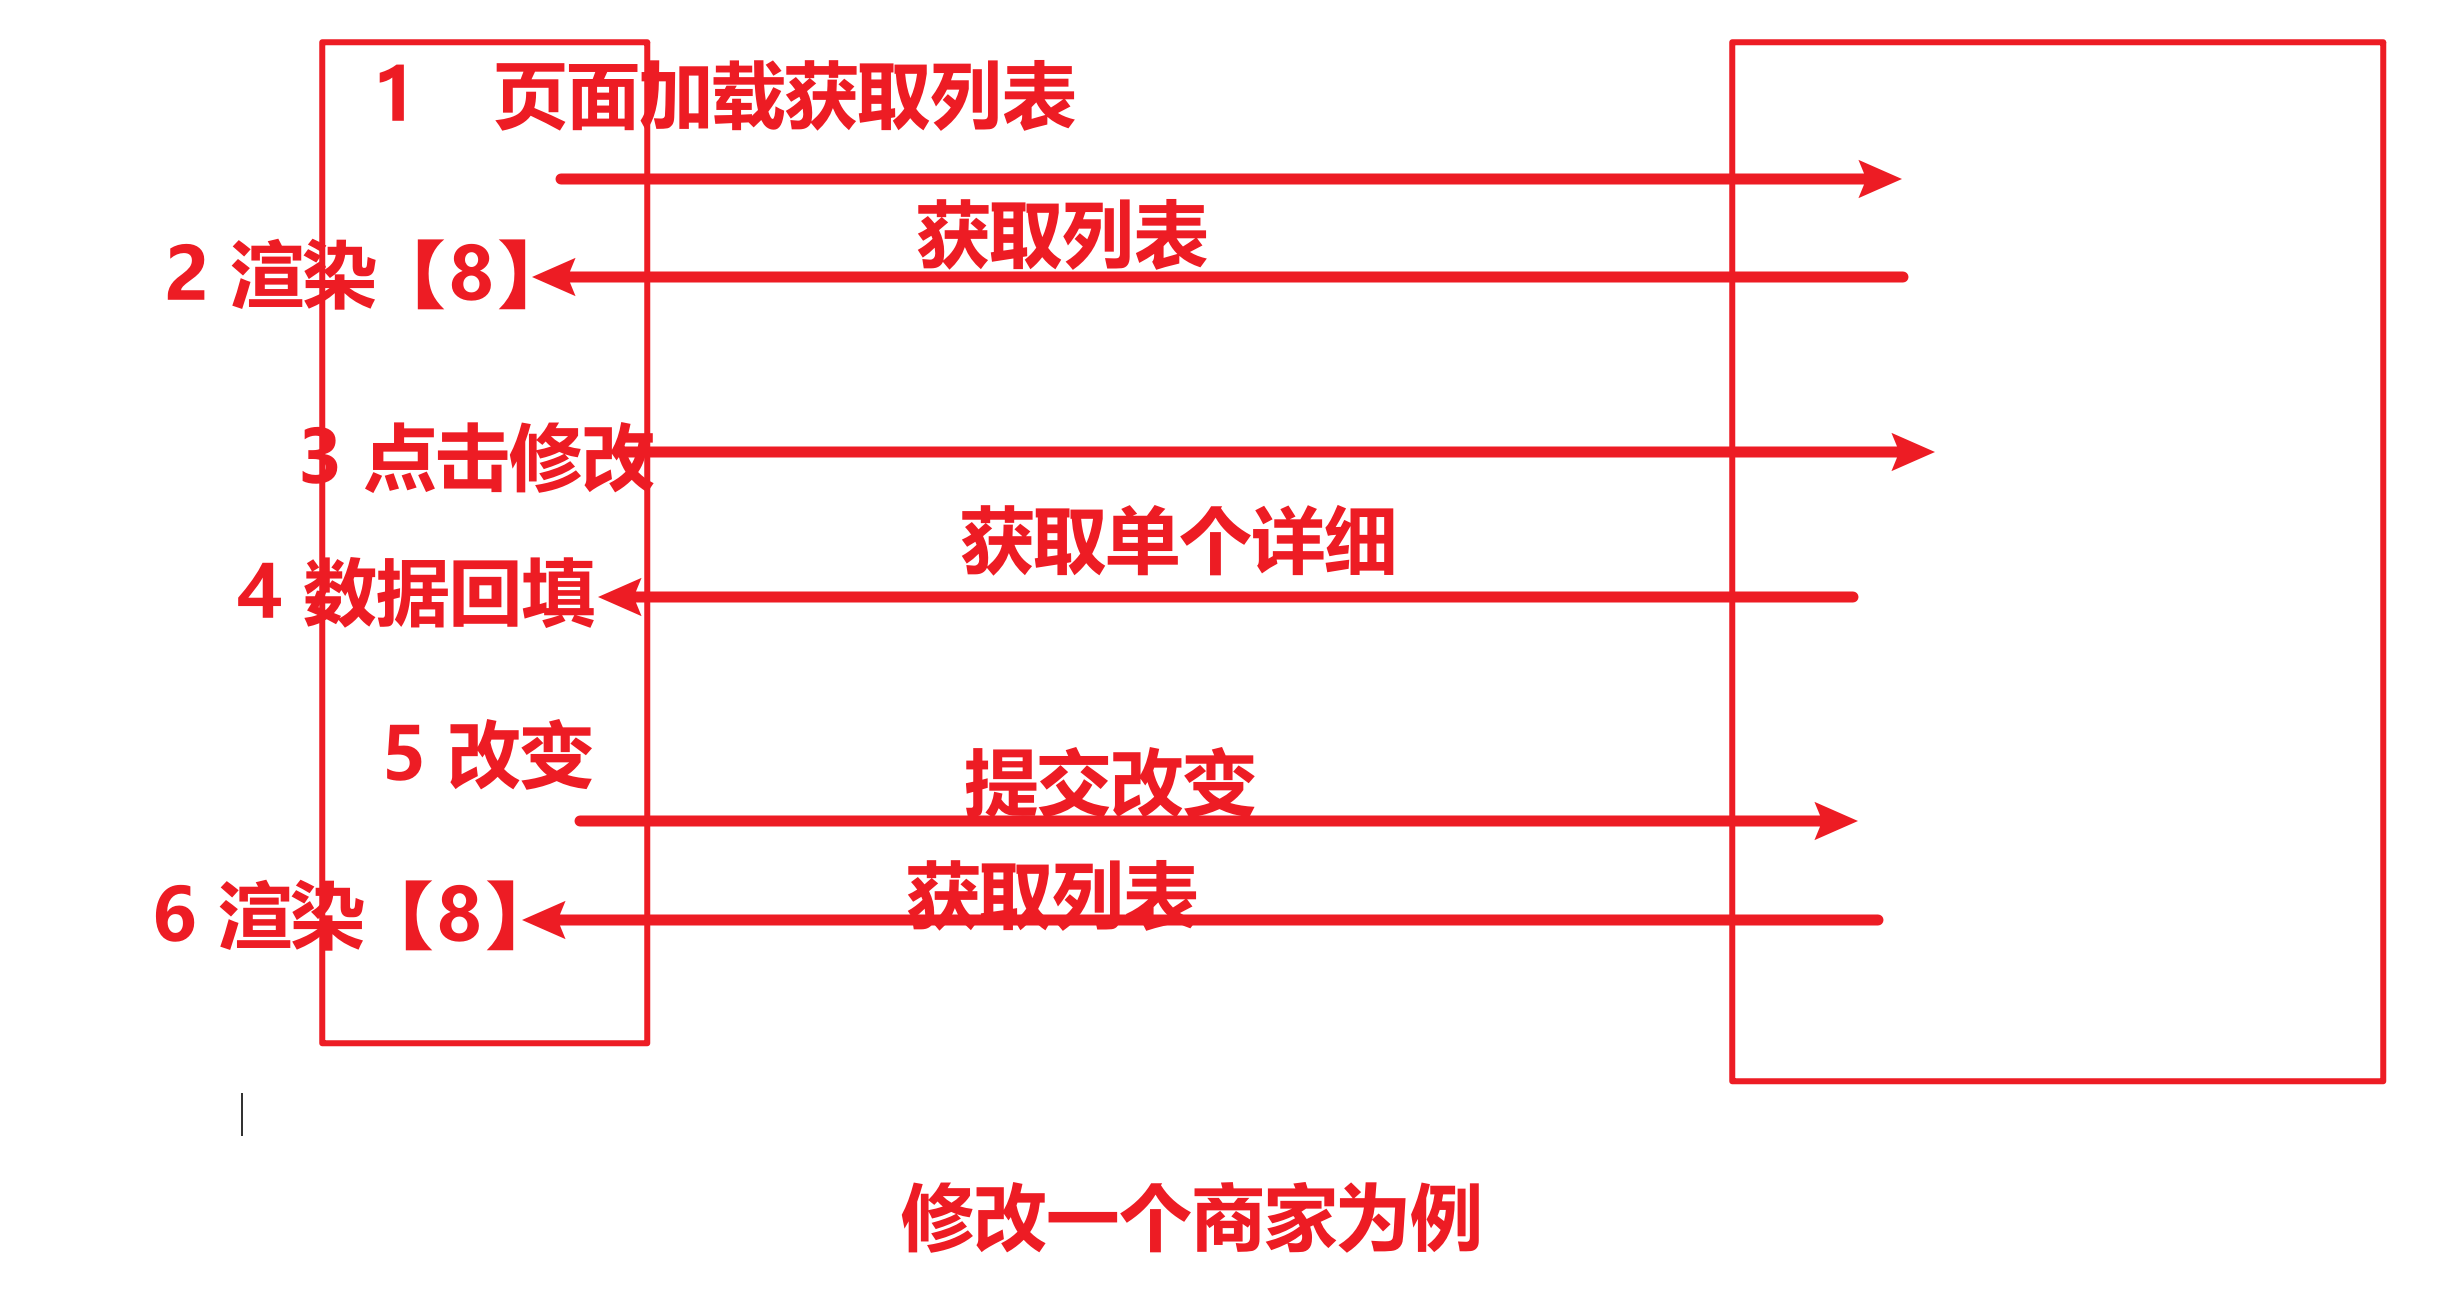 1 页面加载获取列表
获取列表
2 渲染【8】
3 点击修改
获取单个详细
4 数据回填
5 改变
提交改变
获取列表
6 渲染【8】
修改一个商家为例